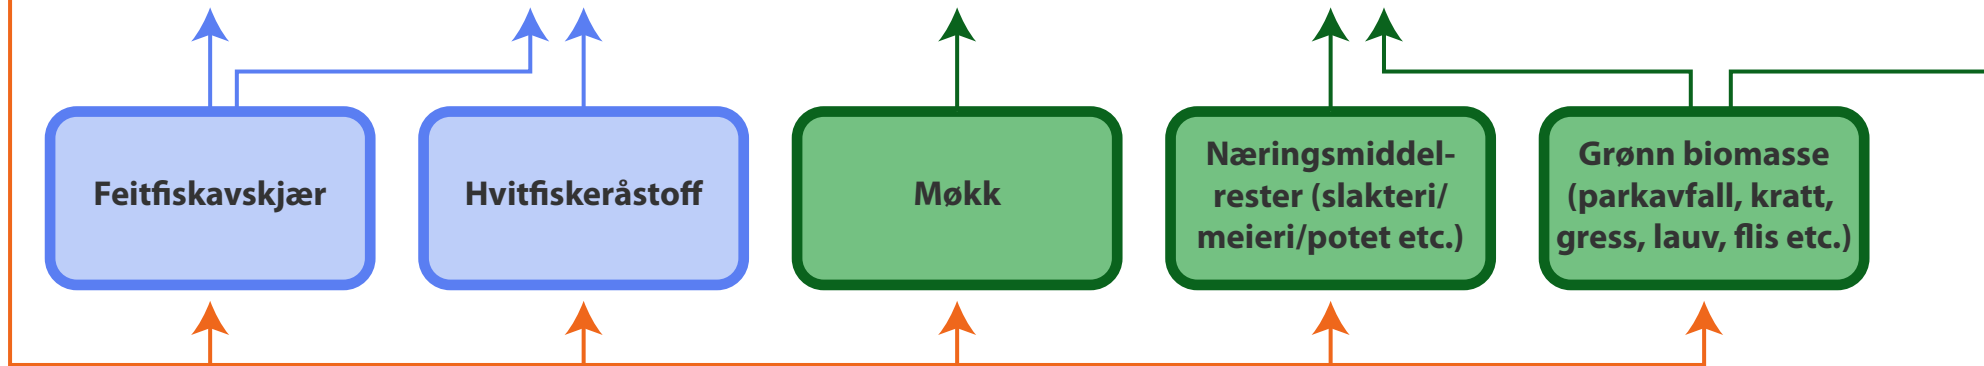 Feitfiskavskjær
Hvitfiskeråstoff
Møkk
Næringsmiddel-
rester (slakteri/
meieri/potet etc.)
Grønn biomasse
(parkavfall, kratt,
gress, lauv, flis etc.)